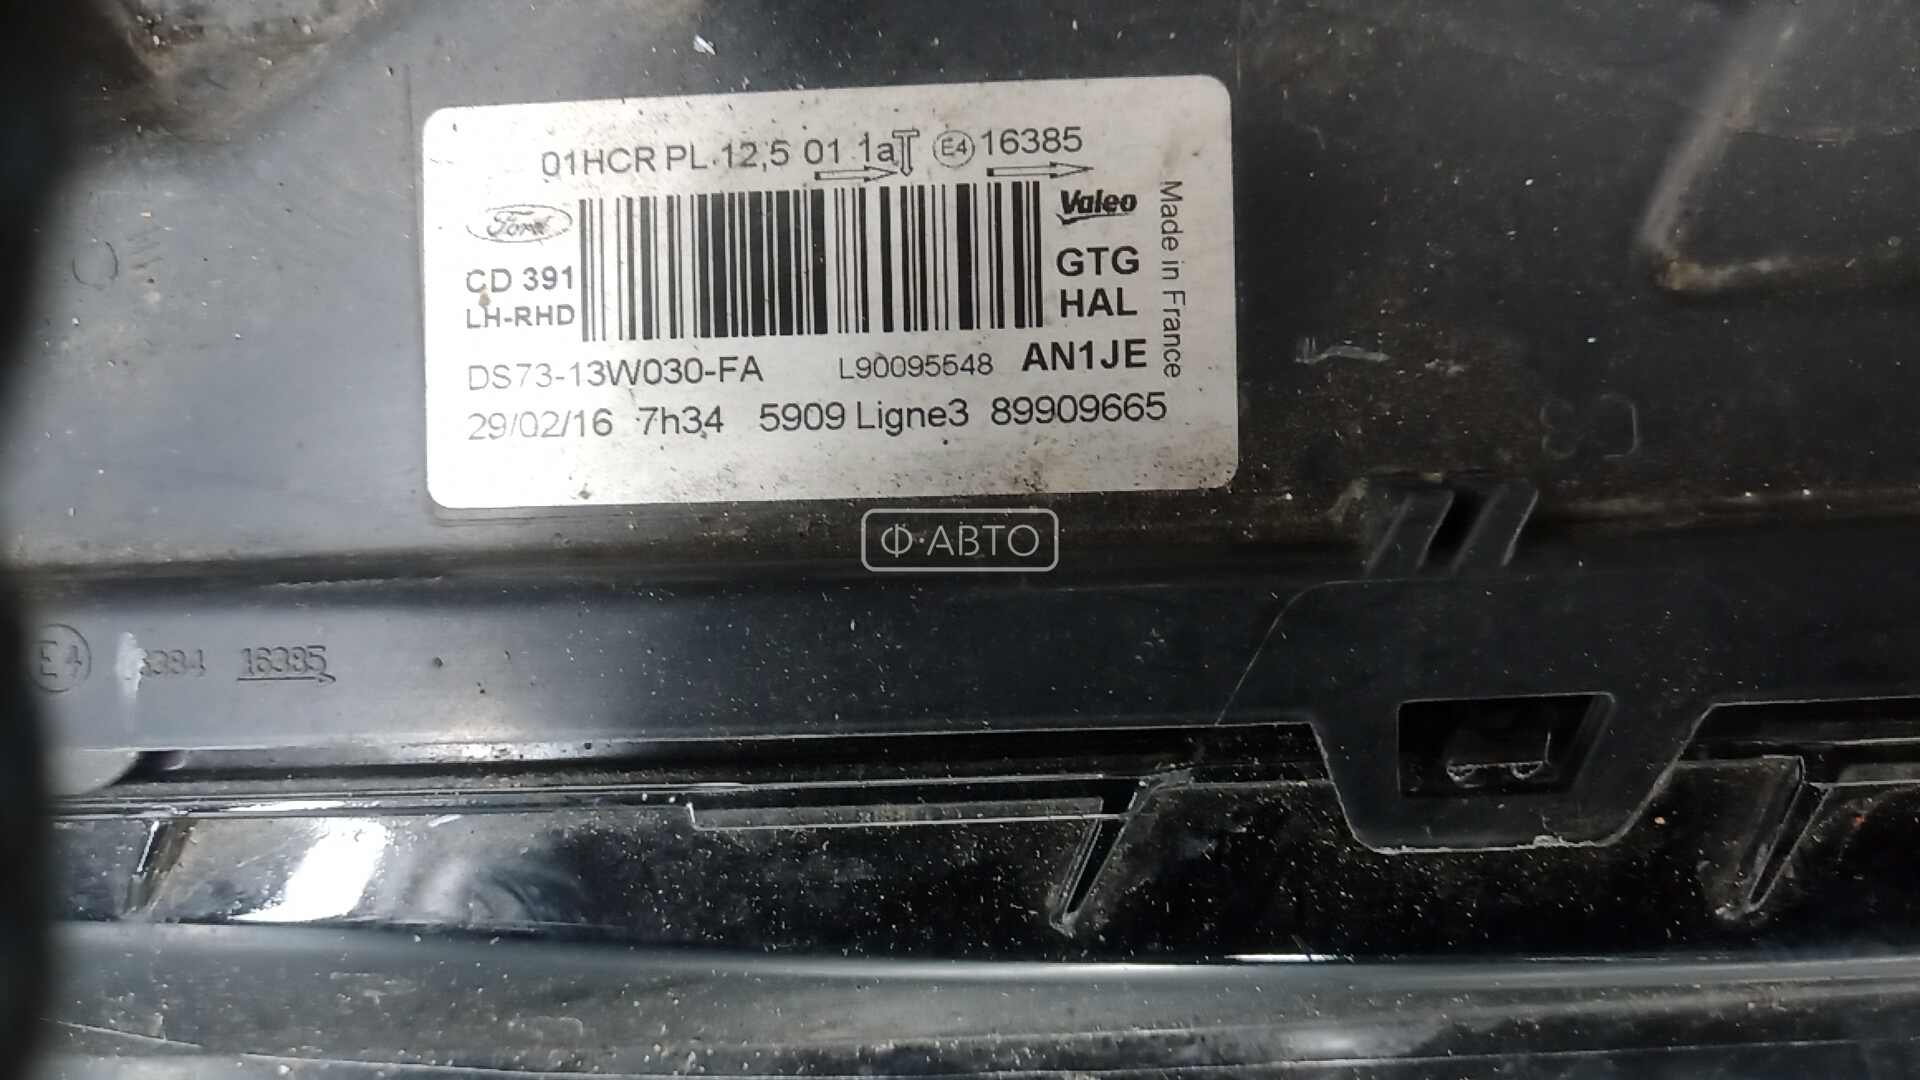 01HCR PL 12,5 01 1a E4 16385
Ford
Valeo
CD 391
GTG
LH-RHD
HAL
Made in France
DS73-13W030-FA L90095548 AN1JE
29/02/16 7h34 5909 Ligne3 89909665
Ф·АВТО
C3
E4 16385